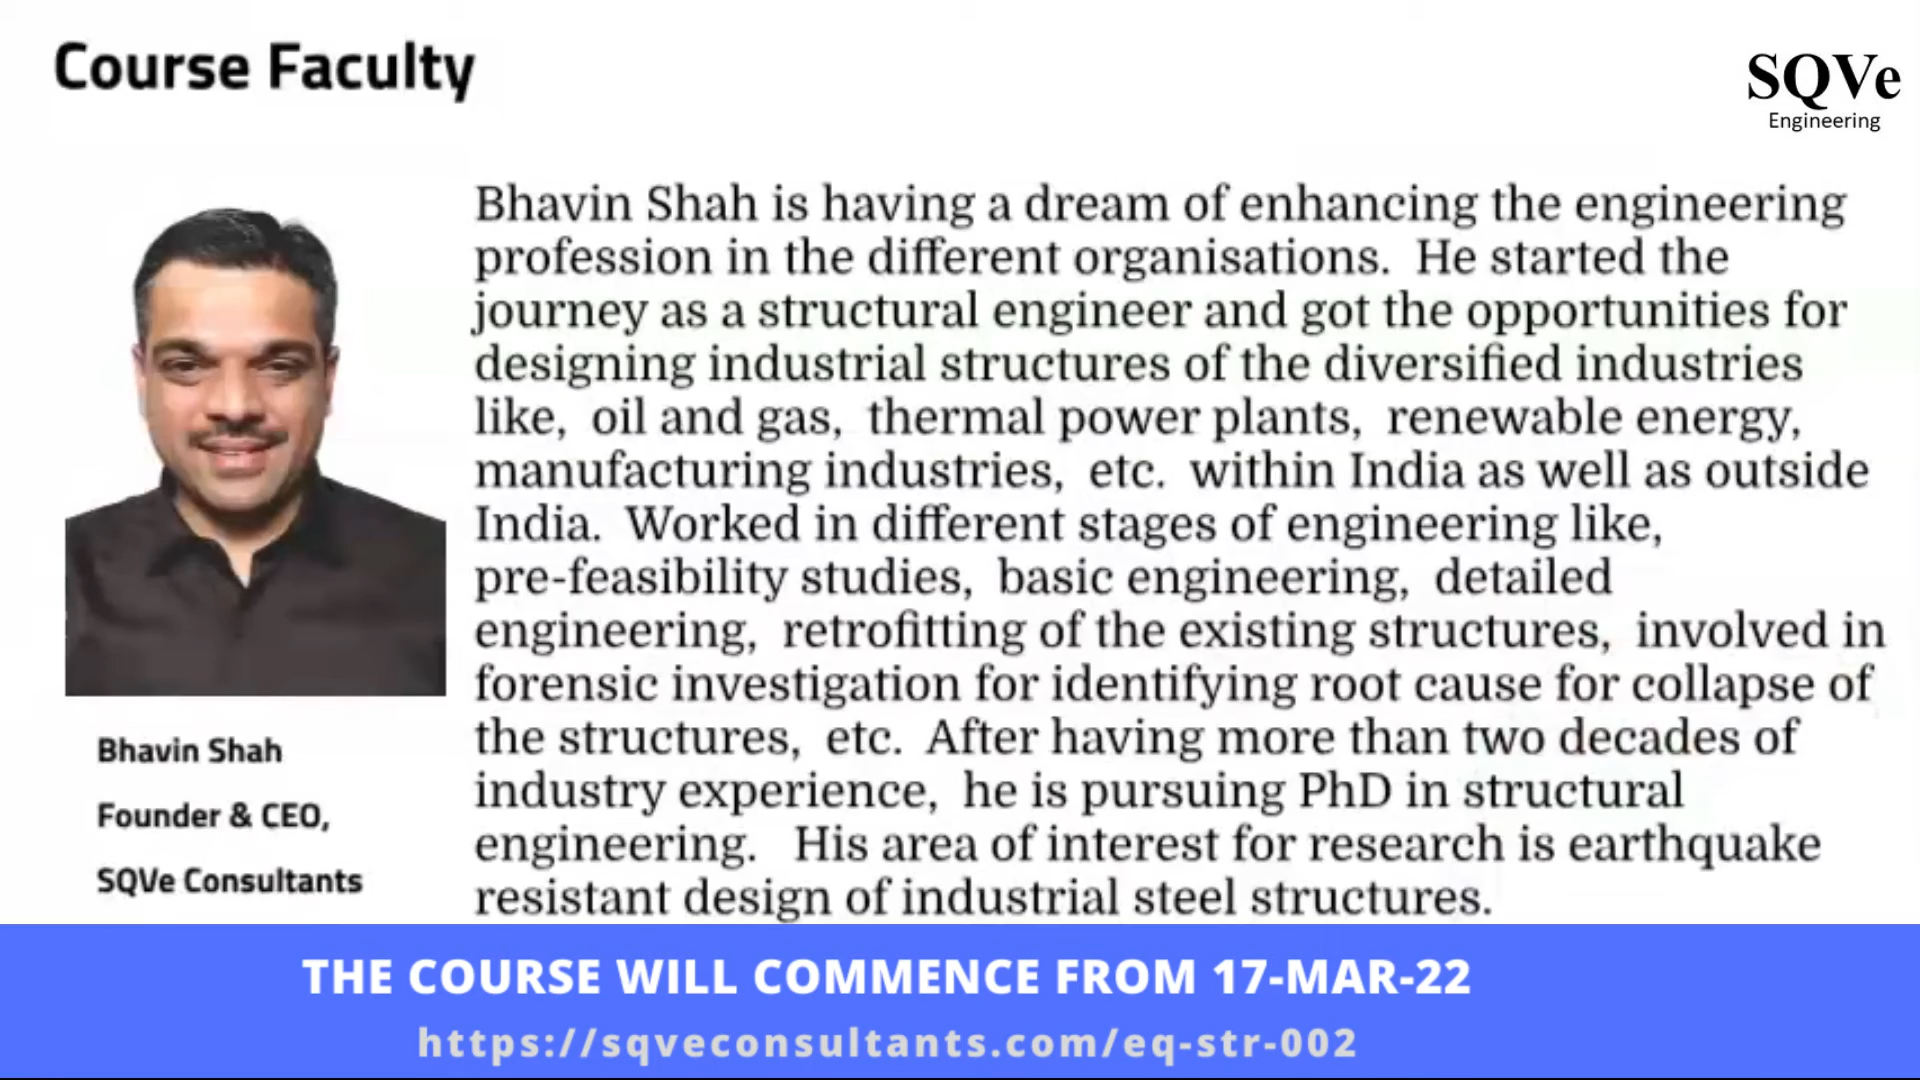 Course Faculty
SQVe
Engineering
Bhavin Shah is having a dream of enhancing the engineering
profession in the different organisations. He started the
journey as a structural engineer and got the opportunities for
designing industrial structures of the diversified industries
like, oil and gas, thermal power plants, renewable energy,
manufacturing industries, etc. within India as well as outside
India. Worked in different stages of engineering like,
pre-feasibility studies, basic engineering, detailed
engineering, retrofitting of the existing structures, involved in
forensic investigation for identifying root cause for collapse of
the structures, etc. After having more than two decades of
industry experience, he is pursuing PhD in structural
engineering. His area of interest for research is earthquake
resistant design of industrial steel structures.
Bhavin Shah
Founder & CEO,
SQVe Consultants
THE COURSE WILL COMMENCE FROM 17-MAR-22
https://sqveconsultants.com/eq-str-002